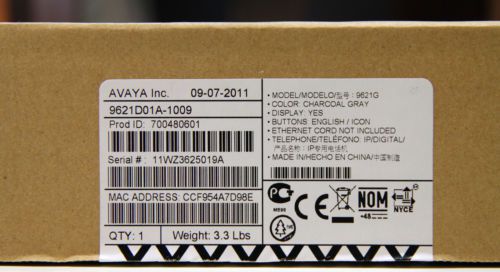 AVAYA Inc. 09-07-2011
9621D01A-1009
Prod ID: 700480601
Serial #: 11WZ3625019A
MAC ADDRESS: CCF954A7D98E
QTY: 1 Weight: 3.3 Lbs
• MODEL/MODELO/型号: 9621G
• COLOR: CHARCOAL GRAY
• DISPLAY: YES
• BUTTONS: ENGLISH / ICON
• ETHERNET CORD NOT INCLUDED
• TELEPHONE/TELÉFONO: IP/DIGITAL/
产品名称: IP专用电话机
• MADE IN/HECHO EN CHINA/中国制造
ME96
NOM
NYCE